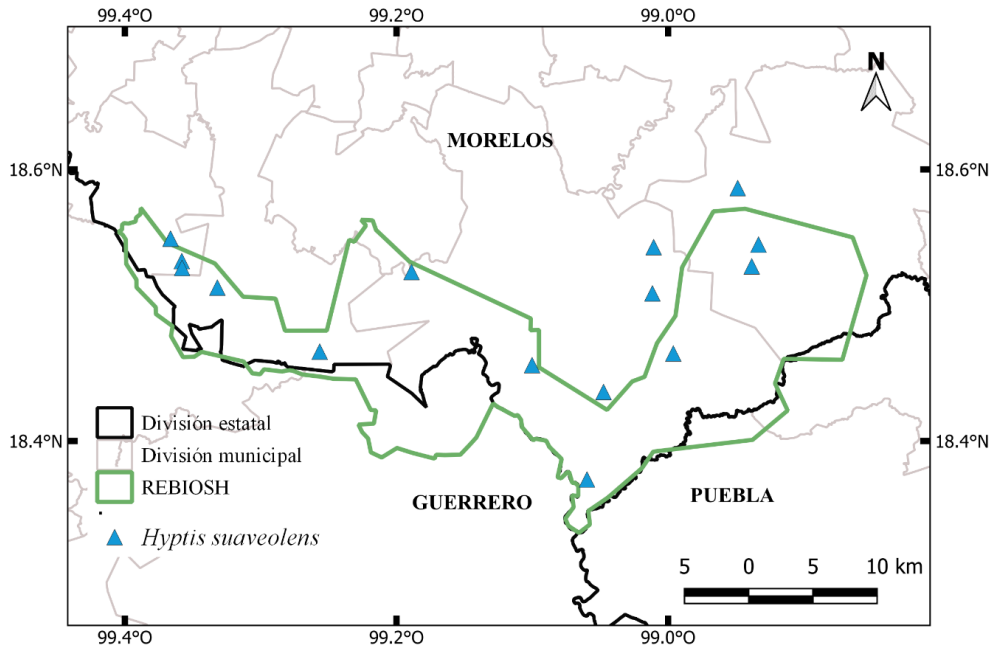 99.4°O 99.2°O 99.0°O
N
MORELOS
18.6°N 18.6°N
División estatal
18.4°N 18.4°N
División municipal
REBIOSH
GUERRERO
PUEBLA
Hyptis suaveolens
5 0 5 10 km
99.4°O 99.2°O 99.0°O